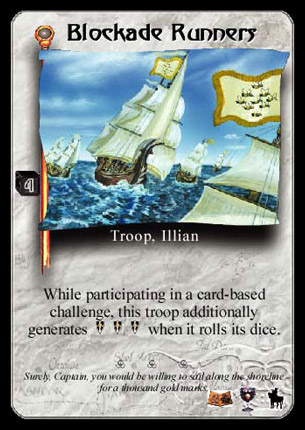 Blockade Runners
4
Troop, Illian
While participating in a card-based
challenge, this troop additionally
generates when it rolls its dice.
Surely, Captain, you would be willing to sail along the shoreline
for a thousand gold marks.